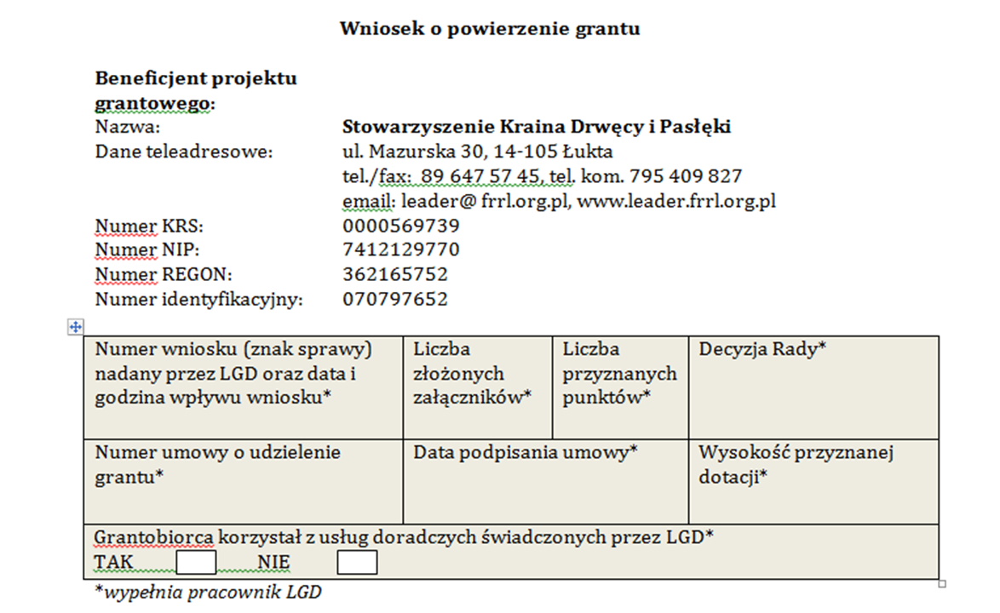 Wniosek o powierzenie grantu
Beneficjent projektu
grantowego:
Nazwa: Stowarzyszenie Kraina Drwęcy i Pasłęki
Dane teleadresowe: ul. Mazurska 30, 14-105 Łukta
tel./fax:  89 647 57 45, tel. kom. 795 409 827
email: leader@ frrl.org.pl, www.leader.frrl.org.pl
Numer KRS: 0000569739
Numer NIP: 7412129770
Numer REGON: 362165752
Numer identyfikacyjny: 070797652
Numer wniosku (znak sprawy)
nadany przez LGD oraz data i
godzina wpływu wniosku*
Liczba
złożonych
załączników*
Liczba
przyznanych
punktów*
Decyzja Rady*
Numer umowy o udzielenie
grantu*
Data podpisania umowy*
Wysokość przyznanej
dotacji*
Grantobiorca korzystał z usług doradczych świadczonych przez LGD*
TAK NIE
*wypełnia pracownik LGD